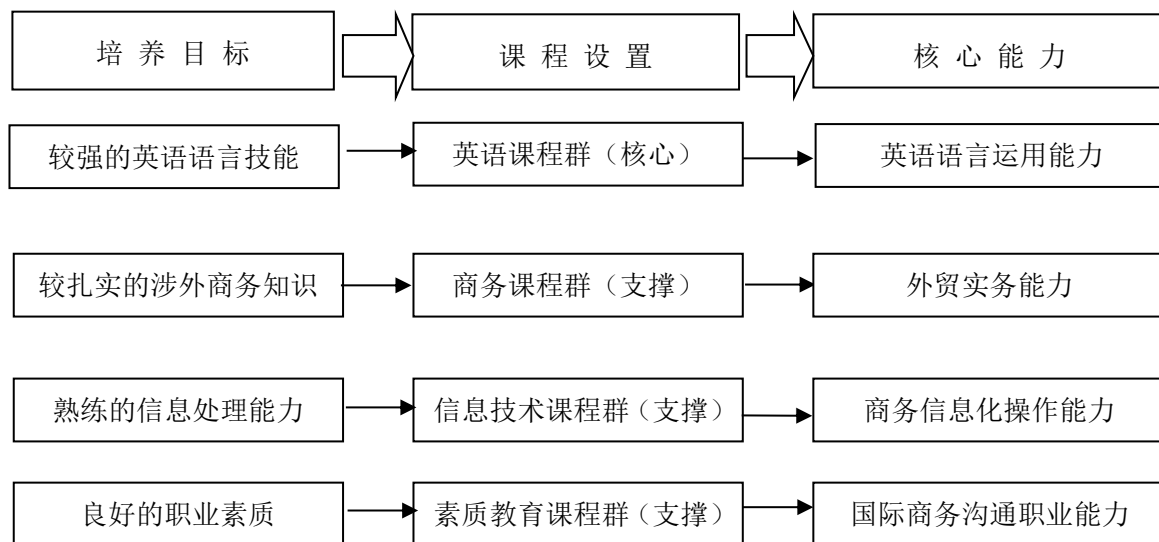 培 养 目 标
课 程 设 置
核 心 能 力
较强的英语语言技能
英语课程群（核心）
英语语言运用能力
较扎实的涉外商务知识
商务课程群（支撑）
外贸实务能力
熟练的信息处理能力
信息技术课程群（支撑）
商务信息化操作能力
良好的职业素质
素质教育课程群（支撑）
国际商务沟通职业能力